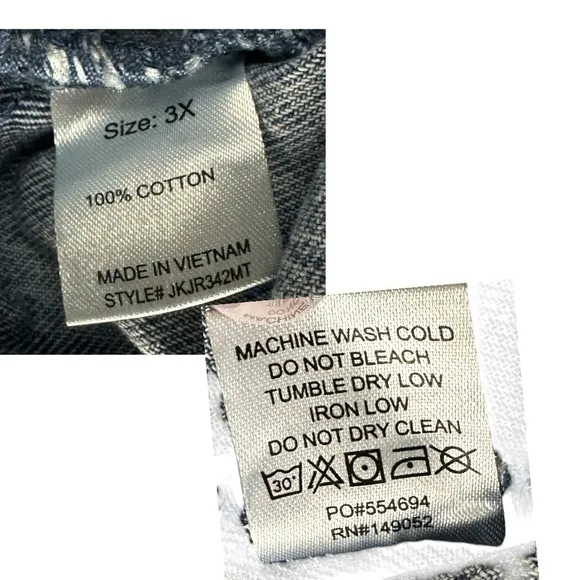 Size: 3X
100% COTTON
MADE IN VIETNAM
STYLE# JKJR342MT
MACHINE WASH COLD
DO NOT BLEACH
TUMBLE DRY LOW
IRON LOW
DO NOT DRY CLEAN
30°
PO#554694
RN#149052